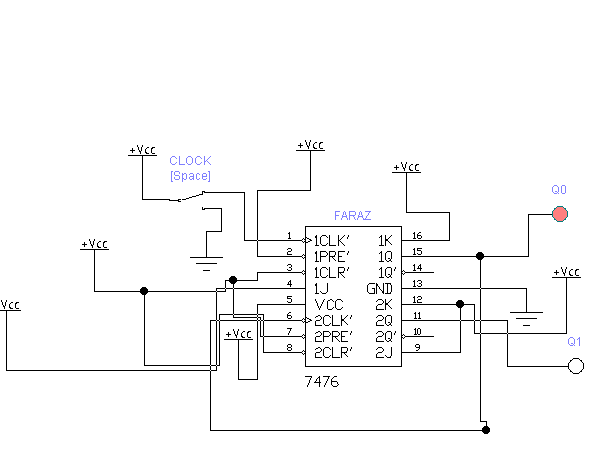 +Vcc
+Vcc
CLOCK
[Space]
+Vcc
Q0
FARAZ
+Vcc
+Vcc
Vcc
+Vcc
Q1
1 1CLK' 1K 16
2 1PRE' 1Q 15
3 1CLR' 1Q' 14
4 1J GND 13
5 VCC 2K 12
6 2CLK' 2Q 11
7 2PRE' 2Q' 10
8 2CLR' 2J 9
7476